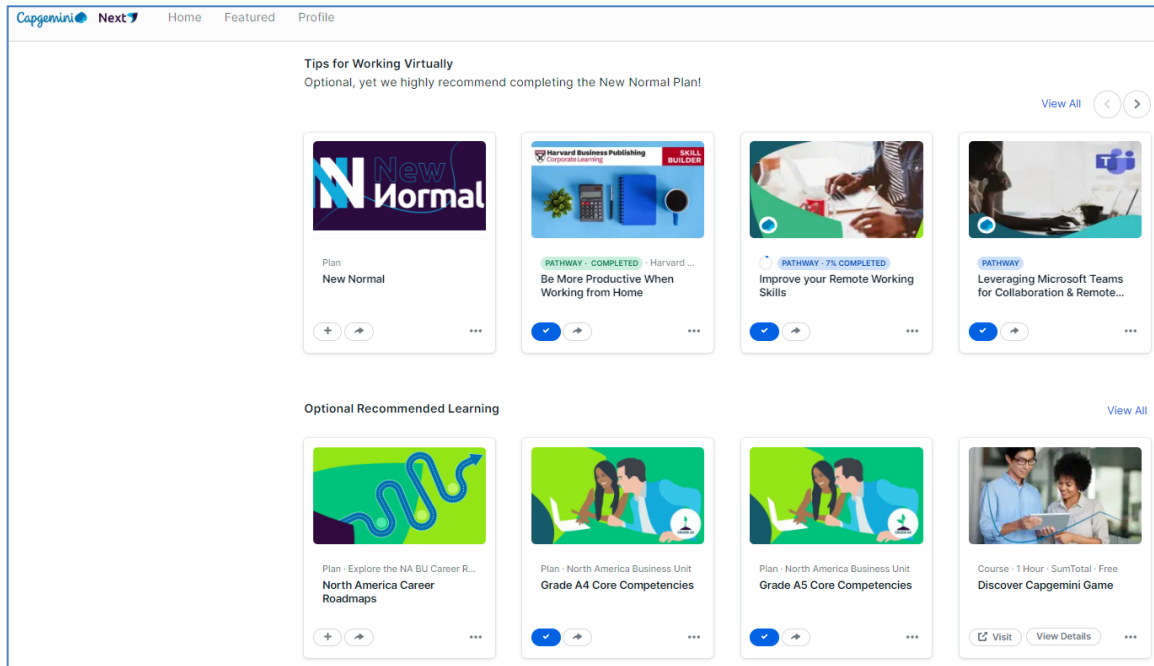 Capgemini Next Home Featured Profile
Tips for Working Virtually
Optional, yet we highly recommend completing the New Normal Plan!
View All
New
Normal
Plan
New Normal
Harvard Business Publishing
Corporate Learning
SKILL
BUILDER
PATHWAY · COMPLETED · Harvard ...
Be More Productive When
Working from Home
PATHWAY · 7% COMPLETED
Improve your Remote Working
Skills
PATHWAY
Leveraging Microsoft Teams
for Collaboration & Remote...
Optional Recommended Learning
View All
Plan · Explore the NA BU Career R...
North America Career
Roadmaps
Plan · North America Business Unit
Grade A4 Core Competencies
Plan · North America Business Unit
Grade A5 Core Competencies
Course · 1 Hour · SumTotal · Free
Discover Capgemini Game
Visit
View Details